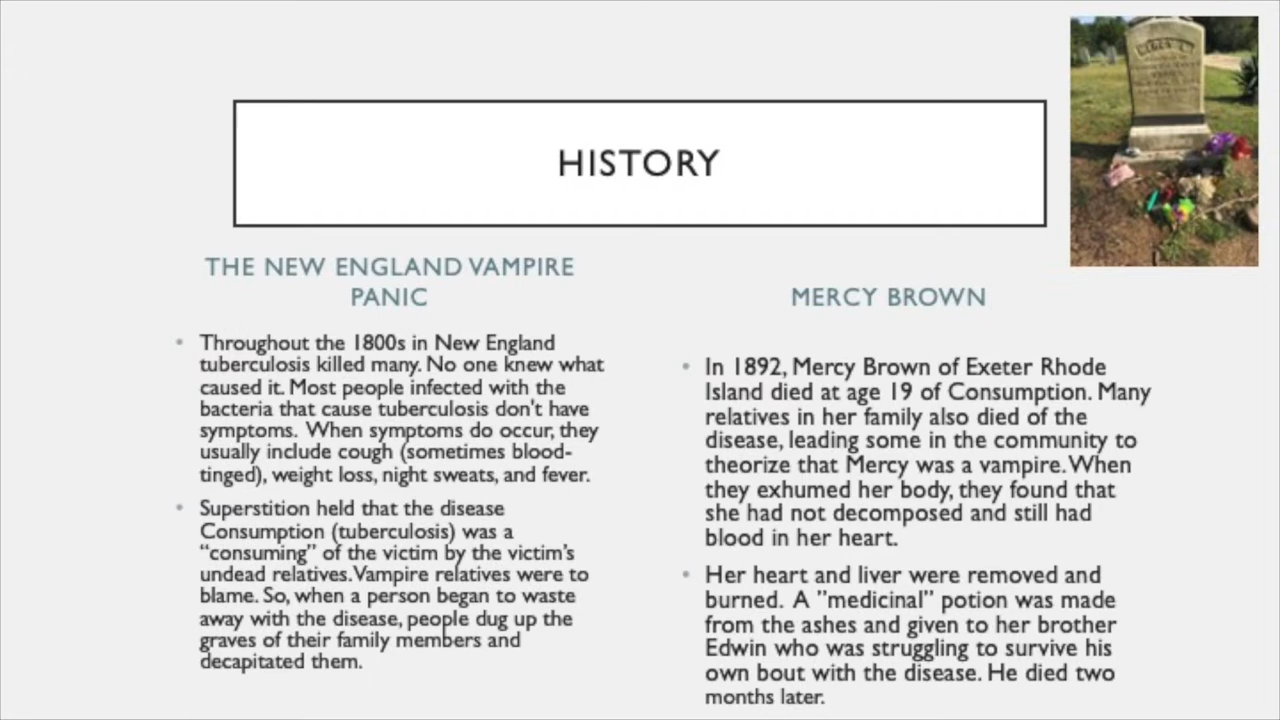 HISTORY
THE NEW ENGLAND VAMPIRE
PANIC
• Throughout the 1800s in New England
tuberculosis killed many. No one knew what
caused it. Most people infected with the
bacteria that cause tuberculosis don't have
symptoms. When symptoms do occur, they
usually include cough (sometimes blood-
tinged), weight loss, night sweats, and fever.
• Superstition held that the disease
Consumption (tuberculosis) was a
“consuming” of the victim by the victim’s
undead relatives. Vampire relatives were to
blame. So, when a person began to waste
away with the disease, people dug up the
graves of their family members and
decapitated them.
MERCY BROWN
• In 1892, Mercy Brown of Exeter Rhode
Island died at age 19 of Consumption. Many
relatives in her family also died of the
disease, leading some in the community to
theorize that Mercy was a vampire. When
they exhumed her body, they found that
she had not decomposed and still had
blood in her heart.
• Her heart and liver were removed and
burned. A ”medicinal” potion was made
from the ashes and given to her brother
Edwin who was struggling to survive his
own bout with the disease. He died two
months later.